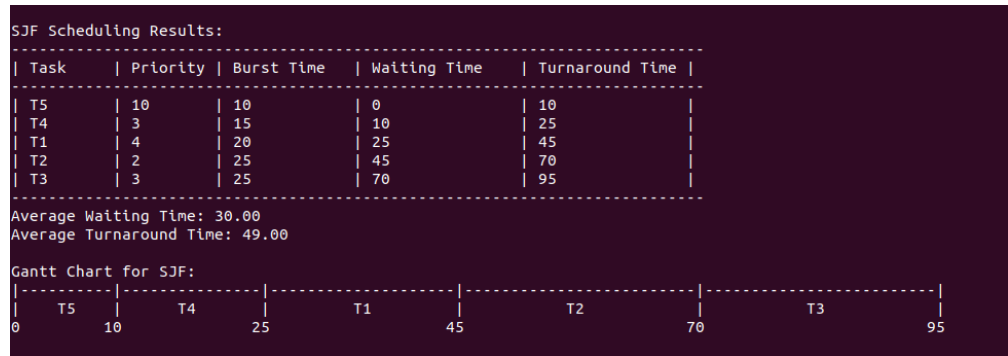 SJF Scheduling Results:
---------------------------------------------------------------------------
| Task | Priority | Burst Time | Waiting Time | Turnaround Time |
---------------------------------------------------------------------------
| T5 | 10 | 10 | 0 | 10 |
| T4 | 3 | 15 | 10 | 25 |
| T1 | 4 | 20 | 25 | 45 |
| T2 | 2 | 25 | 45 | 70 |
| T3 | 3 | 25 | 70 | 95 |
---------------------------------------------------------------------------
Average Waiting Time: 30.00
Average Turnaround Time: 49.00
Gantt Chart for SJF:
|----------|---------------|--------------------|-------------------------|-------------------------|
| T5 | T4 | T1 | T2 | T3 |
0 10 25 45 70 95